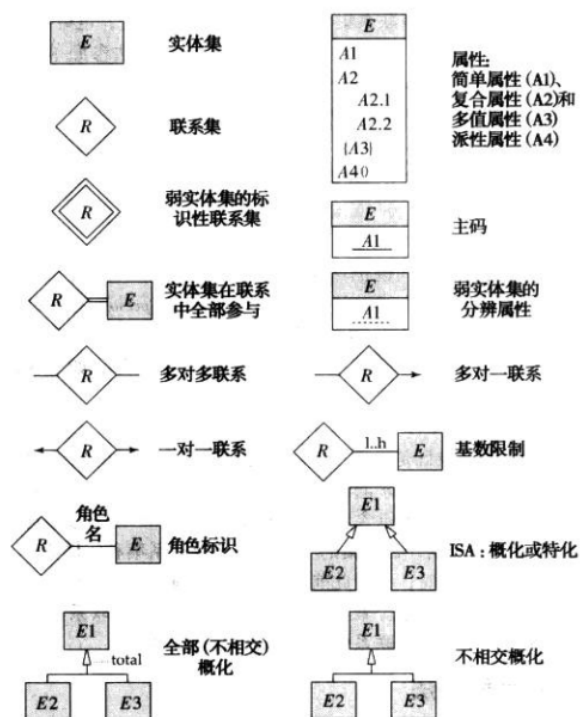 E
实体集
R
联系集
R
弱实体集的标
识性联系集
R
E
实体集在联系
中全部参与
R
多对多联系
R
一对一联系
R
角色
名
E
角色标识
E1
total
E2
E3
全部(不相交)
概化
E
A1
A2
A2.1
A2.2
{A3}
A4()
属性:
简单属性(A1)、
复合属性(A2)和
多值属性(A3)
派性属性(A4)
E
A1
主码
E
A1
弱实体集的
分辨属性
R
多对一联系
R
l..h
E
基数限制
E1
E2
E3
ISA:概化或特化
E1
E2
E3
不相交概化